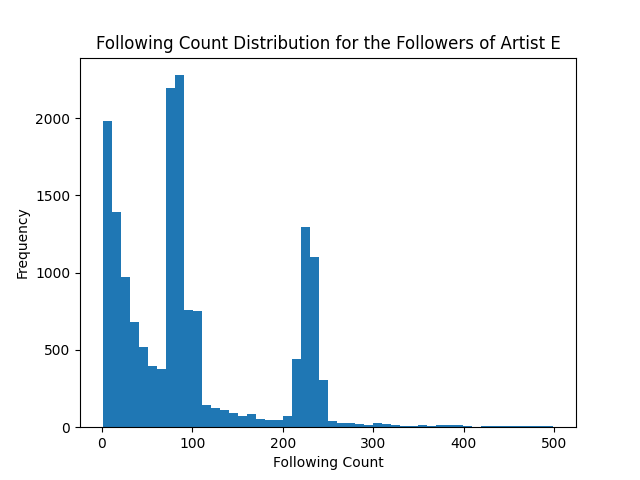 Following Count Distribution for the Followers of Artist E
Frequency
2000
1500
1000
500
0
0 100 200 300 400 500
Following Count